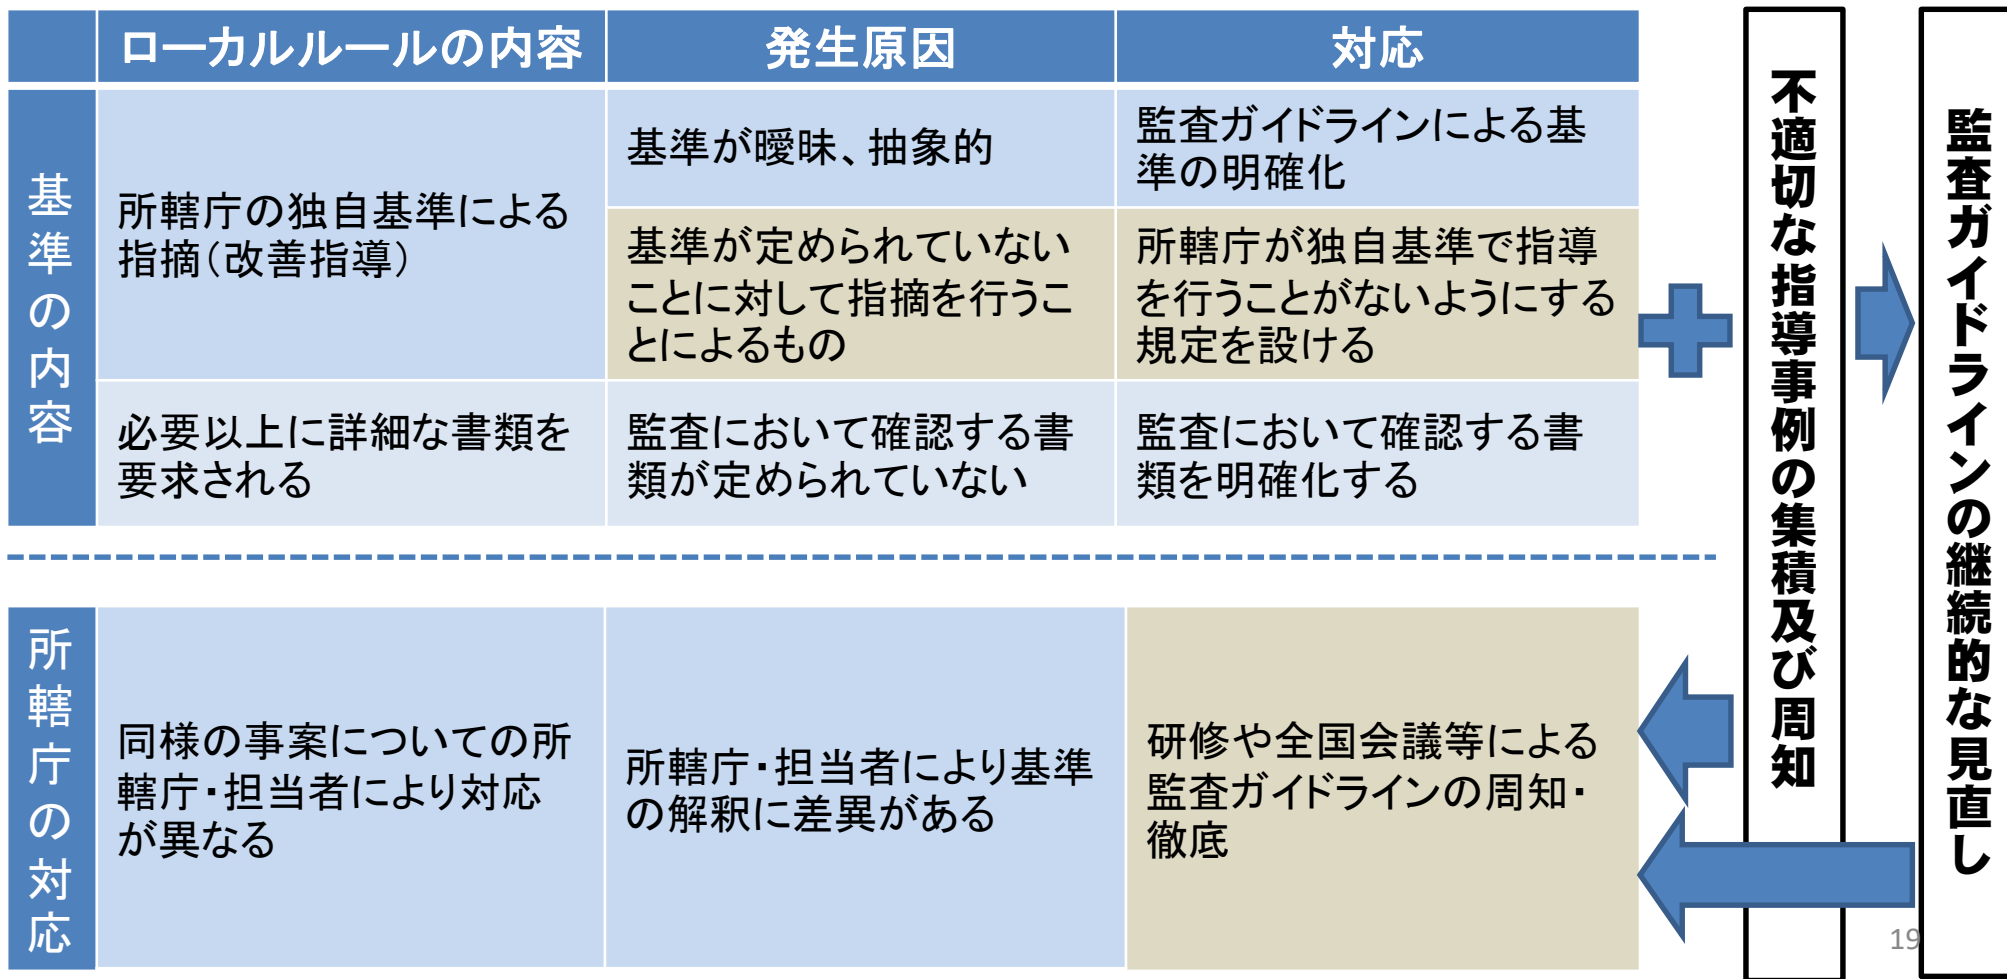 ローカルルールの内容
発生原因
対応
基準の内容
所轄庁の独自基準による
指摘（改善指導）
基準が曖昧、抽象的
監査ガイドラインによる基
準の明確化
基準が定められていない
ことに対して指摘を行うこ
とによるもの
所轄庁が独自基準で指導
を行うことがないようにする
規定を設ける
必要以上に詳細な書類を
要求される
監査において確認する書
類が定められていない
監査において確認する書
類を明確化する
所轄庁の対応
同様の事案についての所
轄庁・担当者により対応
が異なる
所轄庁・担当者により基準
の解釈に差異がある
研修や全国会議等による
監査ガイドラインの周知・
徹底
不適切な指導事例の集積及び周知
監査ガイドラインの継続的な見直し
19